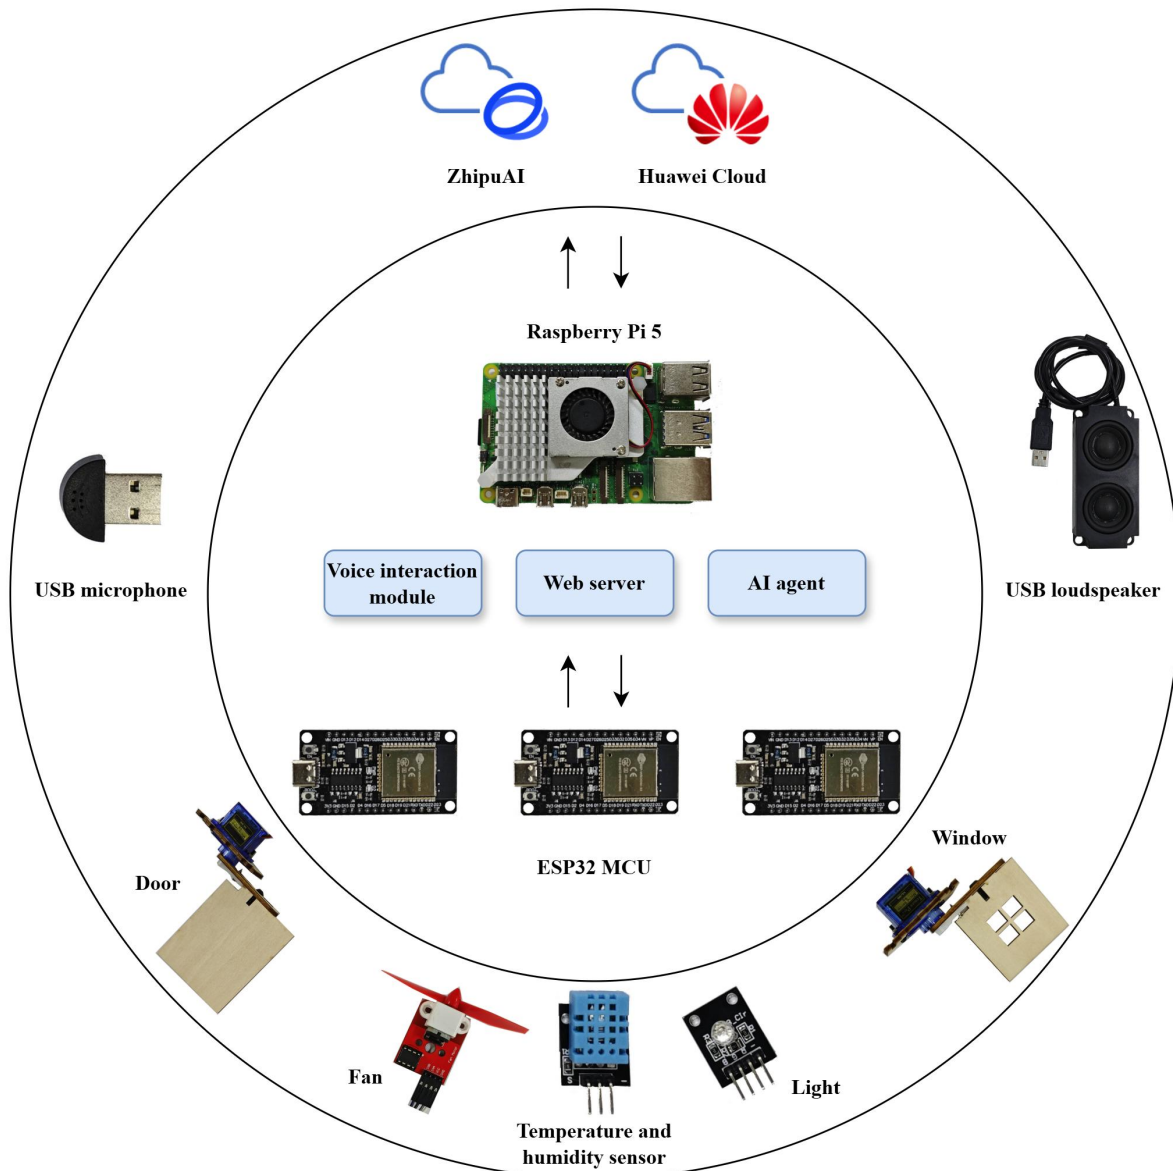 ZhipuAI
Huawei Cloud
Raspberry Pi 5
USB microphone
USB loudspeaker
Voice interaction
module
Web server
AI agent
ESP32 MCU
Door
Window
Fan
Light
Temperature and
humidity sensor